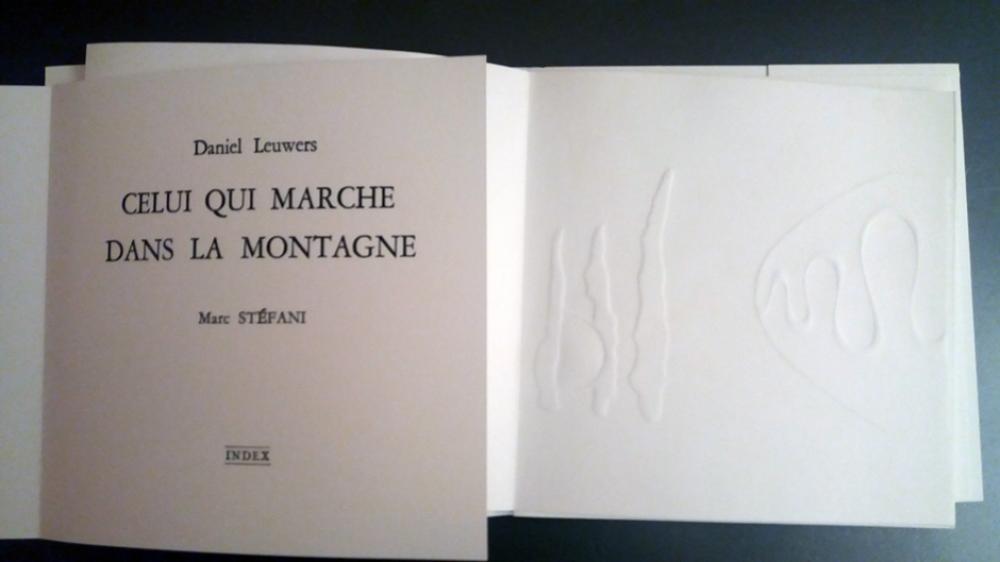 Daniel Leuwers
CELUI QUI MARCHE
DANS LA MONTAGNE
Marc STÉFANI
INDEX